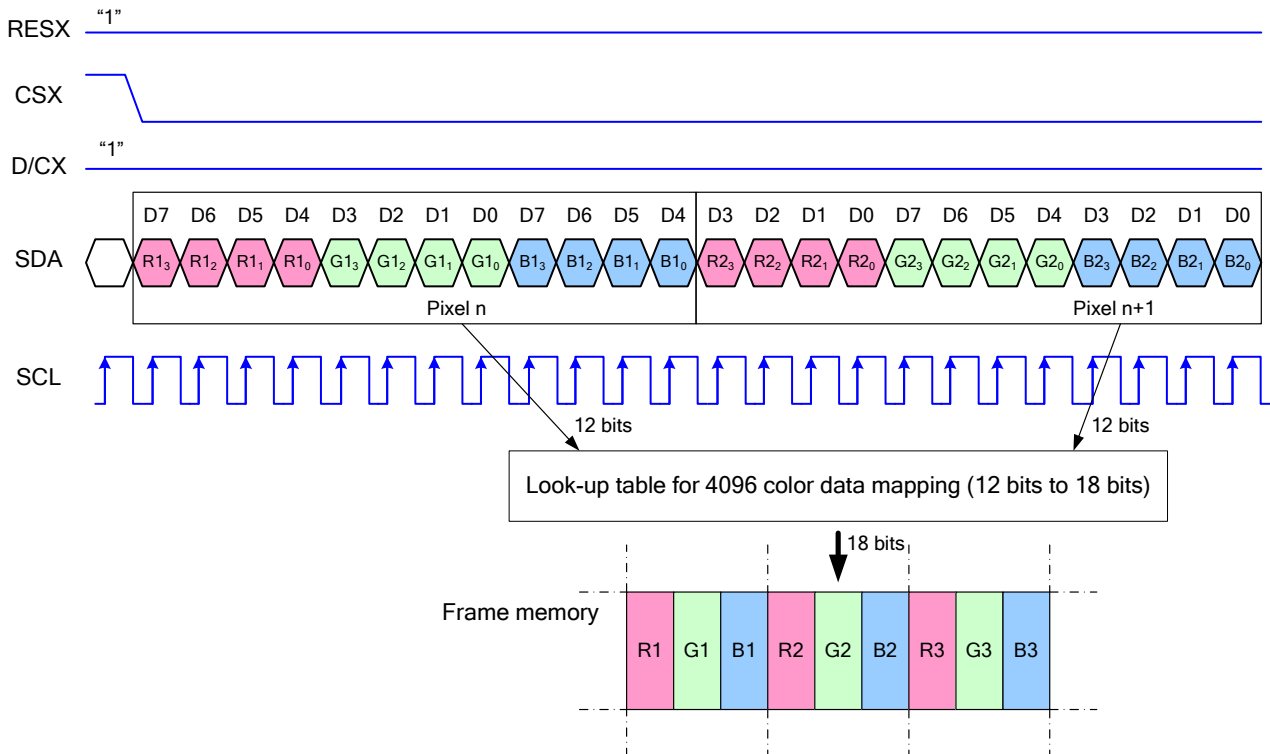 RESX “1”
CSX
D/CX “1”
D7 D6 D5 D4 D3 D2 D1 D0 D7 D6 D5 D4 D3 D2 D1 D0 D7 D6 D5 D4 D3 D2 D1 D0
SDA R1₃ R1₂ R1₁ R1₀ G1₃ G1₂ G1₁ G1₀ B1₃ B1₂ B1₁ B1₀ R2₃ R2₂ R2₁ R2₀ G2₃ G2₂ G2₁ G2₀ B2₃ B2₂ B2₁ B2₀
Pixel n Pixel n+1
SCL
12 bits 12 bits
Look-up table for 4096 color data mapping (12 bits to 18 bits)
18 bits
Frame memory
R1 G1 B1 R2 G2 B2 R3 G3 B3